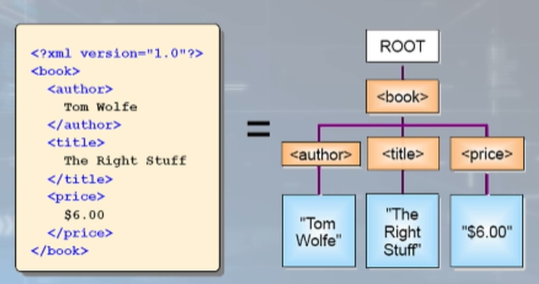 <?xml version="1.0"?>
<book>
<author>
Tom Wolfe
</author>
<title>
The Right Stuff
</title>
<price>
$6.00
</price>
</book>
=
ROOT
<book>
<author> <title> <price>
"Tom
Wolfe"
"The
Right
Stuff"
"$6.00"